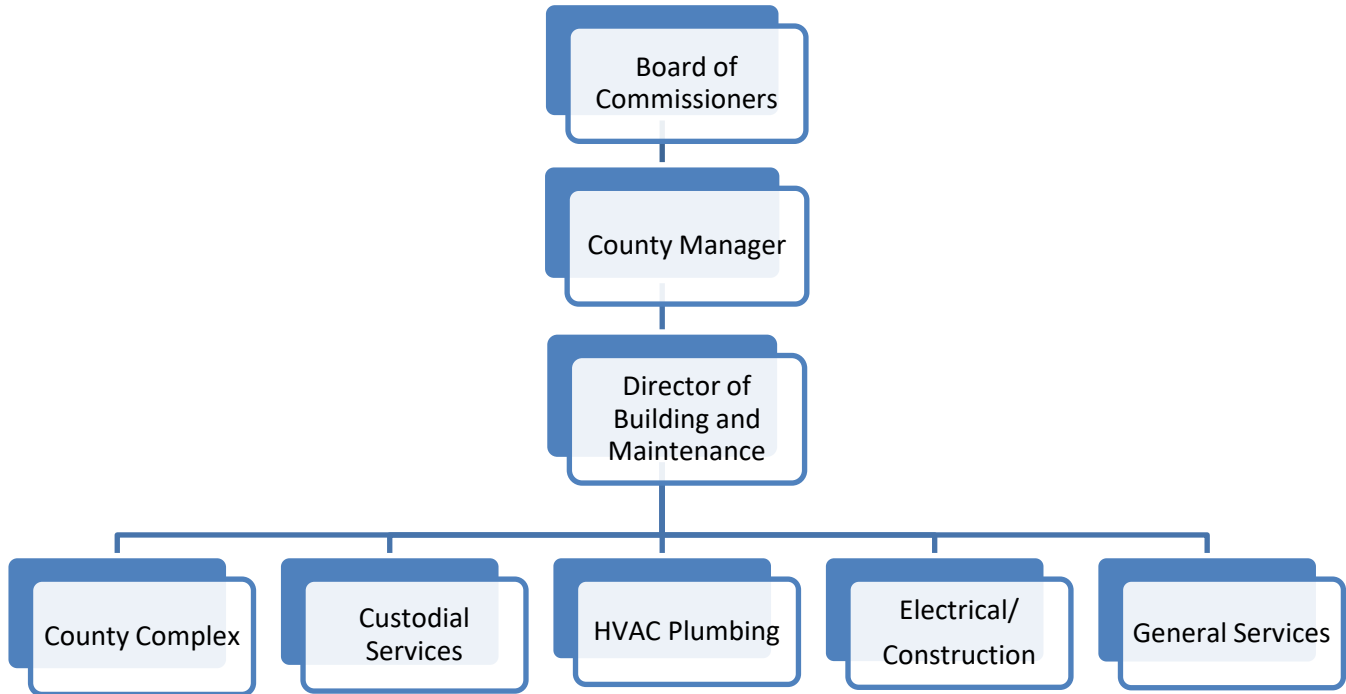 Board of
Commissioners
County Manager
Director of
Building and
Maintenance
County Complex
Custodial
Services
HVAC Plumbing
Electrical/
Construction
General Services